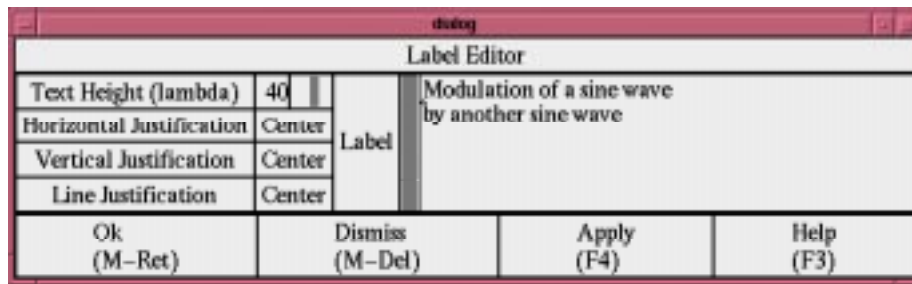 dialog
Label Editor
Text Height (lambda) 40
Horizontal Justification Center
Vertical Justification Center
Line Justification Center
Label
Modulation of a sine wave
by another sine wave
Ok Dismiss Apply Help
(M-Ret) (M-Del) (F4) (F3)